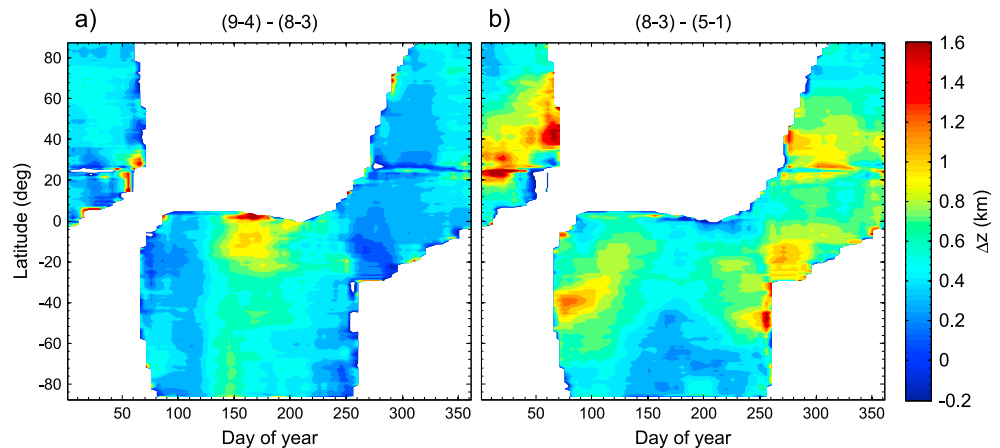 a) (9-4) - (8-3)
b) (8-3) - (5-1)
80
60
40
20
0
-20
-40
-60
-80
Latitude (deg)
50 100 150 200 250 300 350
50 100 150 200 250 300 350
Day of year
Day of year
1.6
1.4
1.2
1
0.8
0.6
0.4
0.2
0
-0.2
Δz (km)